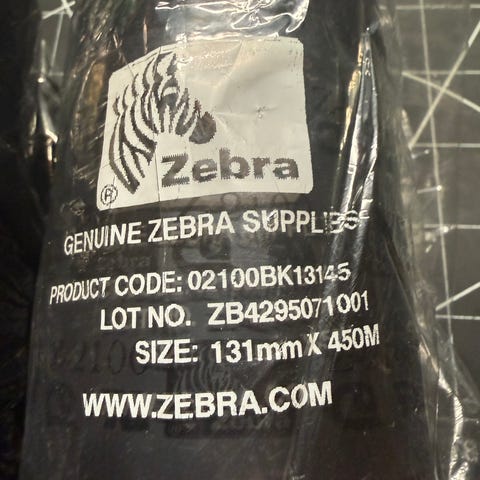 Zebra
®
GENUINE ZEBRA SUPPLIES
PRODUCT CODE: 02100BK13145
LOT NO. ZB4295071001
SIZE: 131mm X 450M
WWW.ZEBRA.COM